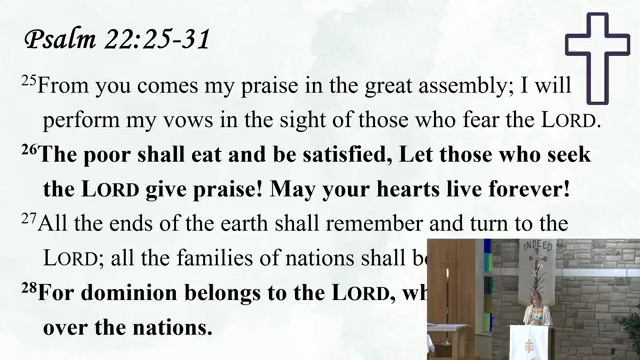 Psalm 22:25-31
25From you comes my praise in the great assembly; I will
perform my vows in the sight of those who fear the LORD.
26The poor shall eat and be satisfied, Let those who seek
the LORD give praise! May your hearts live forever!
27All the ends of the earth shall remember and turn to the
LORD; all the families of nations shall
28For dominion belongs to the LORD,
over the nations.
INDEED